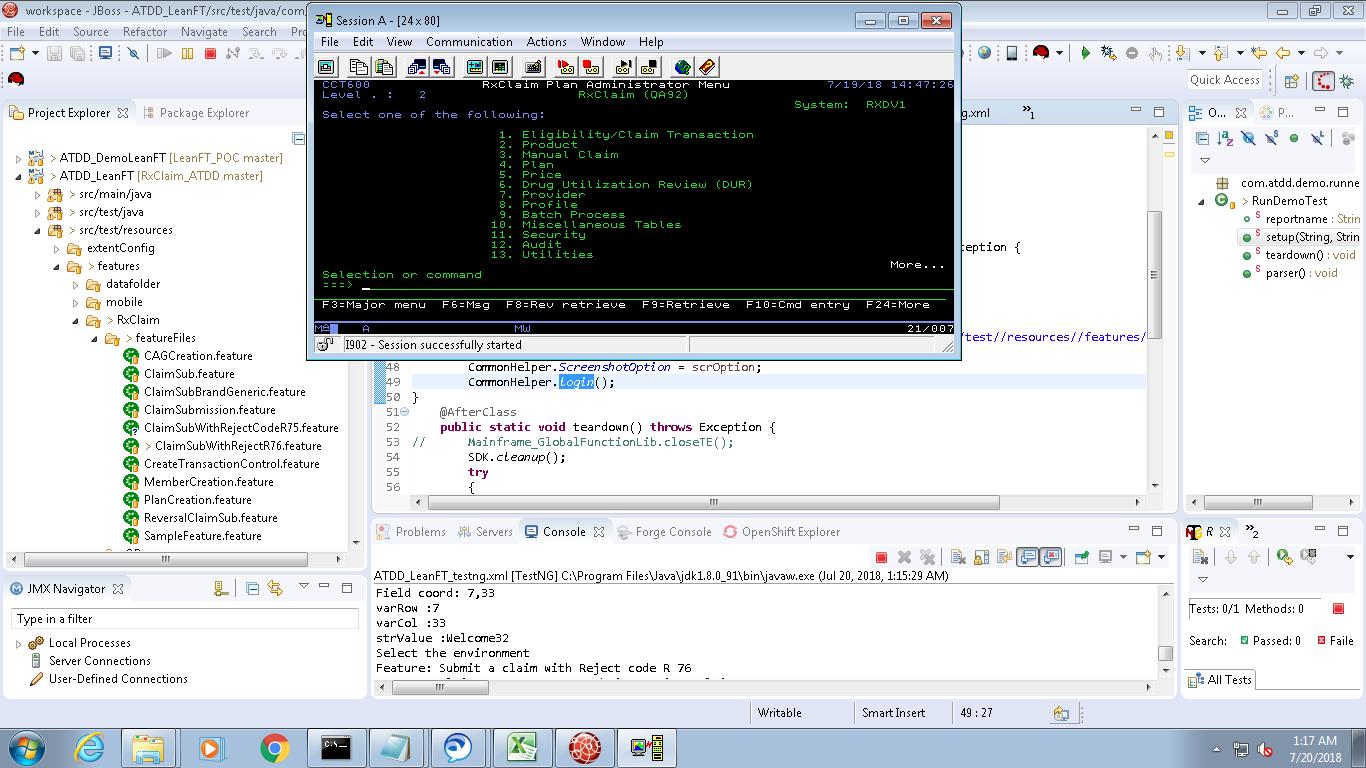 workspace - JBoss - ATDD_LeanFT/src/test/java/com
File Edit Source Refactor Navigate Search
Quick Access
Session A - [24 x 80]
File Edit View Communication Actions Window Help
CCT600 RxClaim Plan Administrator Menu 7/19/18 14:47:26
Level . : 2 RxClaim (QA92)
System: RXDV1
Select one of the following:
1. Eligibility/Claim Transaction
2. Product
3. Manual Claim
4. Plan
5. Price
6. Drug Utilization Review (DUR)
7. Provider
8. Profile
9. Batch Process
10. Miscellaneous Tables
11. Security
12. Audit
13. Utilities
More...
Selection or command
===>
F3=Major menu F6=Msg F8=Rev retrieve F9=Retrieve F10=Cmd entry F24=More
MA A MW 21/007
I902 - Session successfully started
Project Explorer Package Explorer
> ATDD_DemoLeanFT [LeanFT_POC master]
> ATDD_LeanFT [RxClaim_ATDD master]
> src/main/java
> src/test/java
> src/test/resources
extentConfig
> features
datafolder
mobile
> RxClaim
> featureFiles
CAGCreation.feature
ClaimSub.feature
ClaimSubBrandGeneric.feature
ClaimSubmission.feature
ClaimSubWithRejectCodeR75.feature
> ClaimSubWithRejectR76.feature
CreateTransactionControl.feature
MemberCreation.feature
PlanCreation.feature
ReversalClaimSub.feature
SampleFeature.feature
g.xml
ception {
/test//resources//features/
48 CommonHelper.ScreenshotOption = scrOption;
49 CommonHelper.login();
50 }
51 @AfterClass
52 public static void teardown() throws Exception {
53 // Mainframe_GlobalFunctionLib.closeTE();
54 SDK.cleanup();
55 try
56 {
O... P...
com.atdd.demo.runne
> RunDemoTest
reportname : Strin
setup(String, Strin
teardown() : void
parser() : void
JMX Navigator
Type in a filter
Local Processes
Server Connections
User-Defined Connections
Problems Servers Console Forge Console OpenShift Explorer
ATDD_LeanFT_testng.xml [TestNG] C:\Program Files\Java\jdk1.8.0_91\bin\javaw.exe (Jul 20, 2018, 1:15:29 AM)
Field coord: 7,33
varRow :7
varCol :33
strValue :Welcome32
Select the environment
Feature: Submit a claim with Reject code R 76
R
Tests: 0/1 Methods: 0
Search: Passed: 0 Faile
All Tests
Writable Smart Insert 49 : 27
1:17 AM
7/20/2018